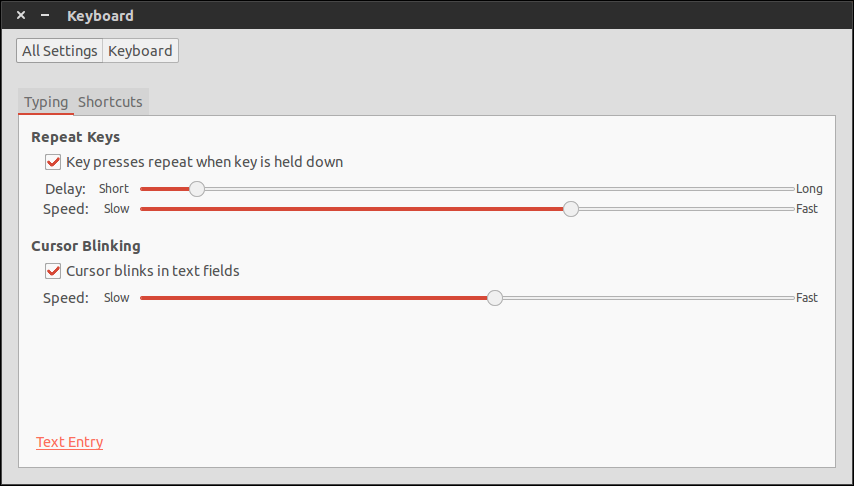 Keyboard
All Settings Keyboard
Typing Shortcuts
Repeat Keys
Key presses repeat when key is held down
Delay: Short Long
Speed: Slow Fast
Cursor Blinking
Cursor blinks in text fields
Speed: Slow Fast
Text Entry